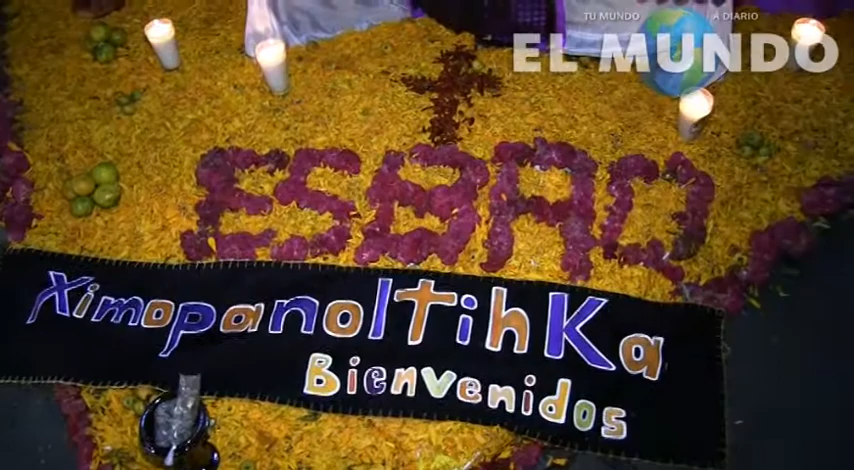 TU MUNDO A DIARIO
EL MUNDO
ESBAO
XimopanolTihKa
Bienvenidos